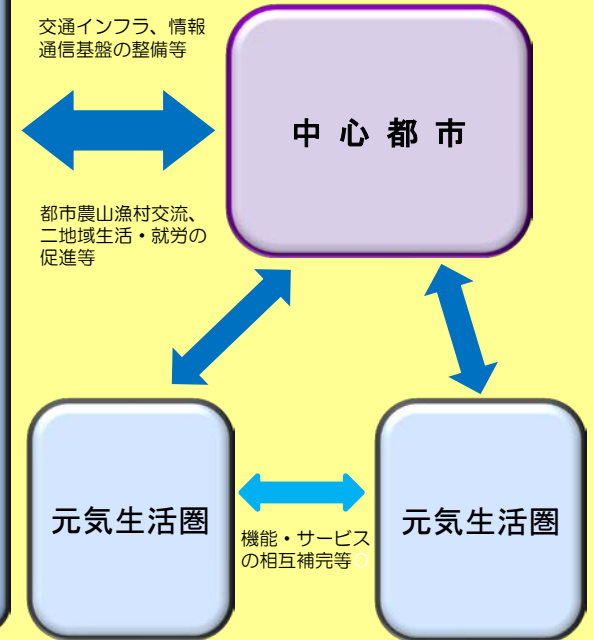 交通インフラ、情報
通信基盤の整備等
中心都市
都市農山漁村交流、
二地域生活・就労の
促進等
元気生活圏
元気生活圏
機能・サービス
の相互補完等○